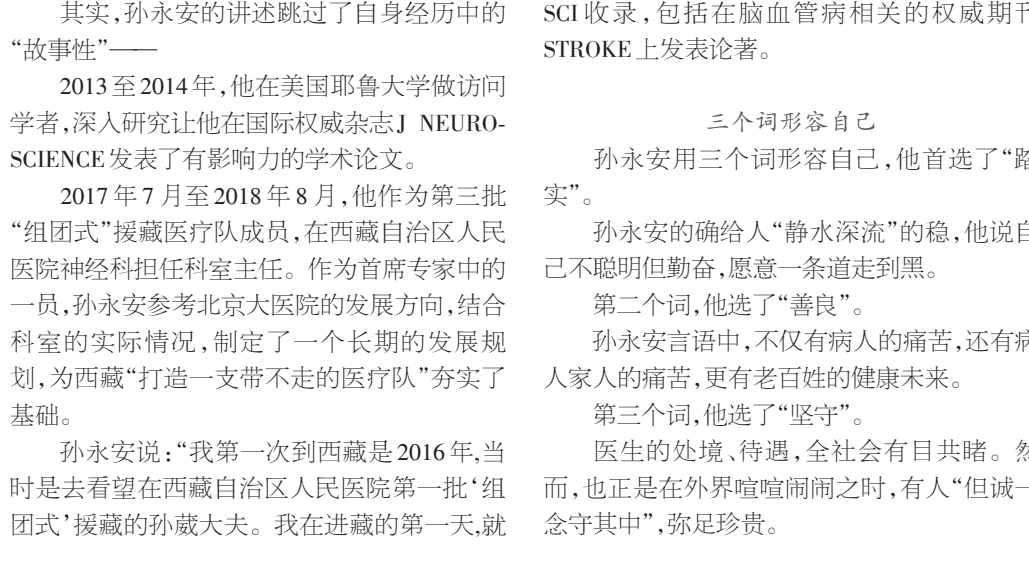 其实，孙永安的讲述跳过了自身经历中的
“故事性”——
2013至2014年，他在美国耶鲁大学做访问
学者，深入研究让他在国际权威杂志J NEURO-
SCIENCE发表了有影响力的学术论文。
2017年7月至2018年8月，他作为第三批
“组团式”援藏医疗队成员，在西藏自治区人民
医院神经科担任科室主任。作为首席专家中的
一员，孙永安参考北京大医院的发展方向，结合
科室的实际情况，制定了一个长期的发展规
划，为西藏“打造一支带不走的医疗队”夯实了
基础。
孙永安说：“我第一次到西藏是2016年,当
时是去看望在西藏自治区人民医院第一批‘组
团式’援藏的孙葳大夫。我在进藏的第一天,就
SCI收录，包括在脑血管病相关的权威期刊
STROKE上发表论著。
三个词形容自己
孙永安用三个词形容自己，他首选了“踏
实”。
孙永安的确给人“静水深流”的稳，他说自
己不聪明但勤奋，愿意一条道走到黑。
第二个词，他选了“善良”。
孙永安言语中，不仅有病人的痛苦，还有病
人家人的痛苦，更有老百姓的健康未来。
第三个词，他选了“坚守”。
医生的处境、待遇，全社会有目共睹。然
而，也正是在外界喧喧闹闹之时，有人“但诚一
念守其中”，弥足珍贵。